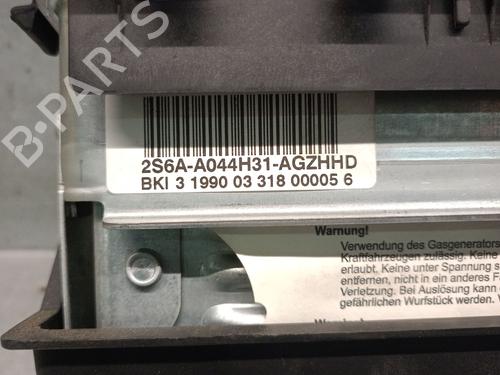 B-PARTS
2S6A-A044H31-AGZHHD
BKI 3 1990 03 318 00005 6
Warnung!
Verwendung des Gasgenerators
Kraftfahrzeugen zulässig. Keine
erlaubt. Keine unter Spannung s
entfernen, nicht in ein anderes F
Verletzung. Bei Auslösung kann d
gefährlichen Wurfstück werden.
Warning!